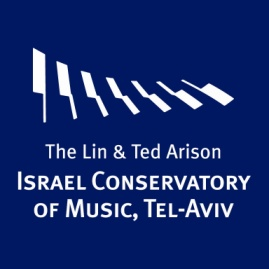 The Lin & Ted Arison
Israel Conservatory
of Music, Tel-Aviv